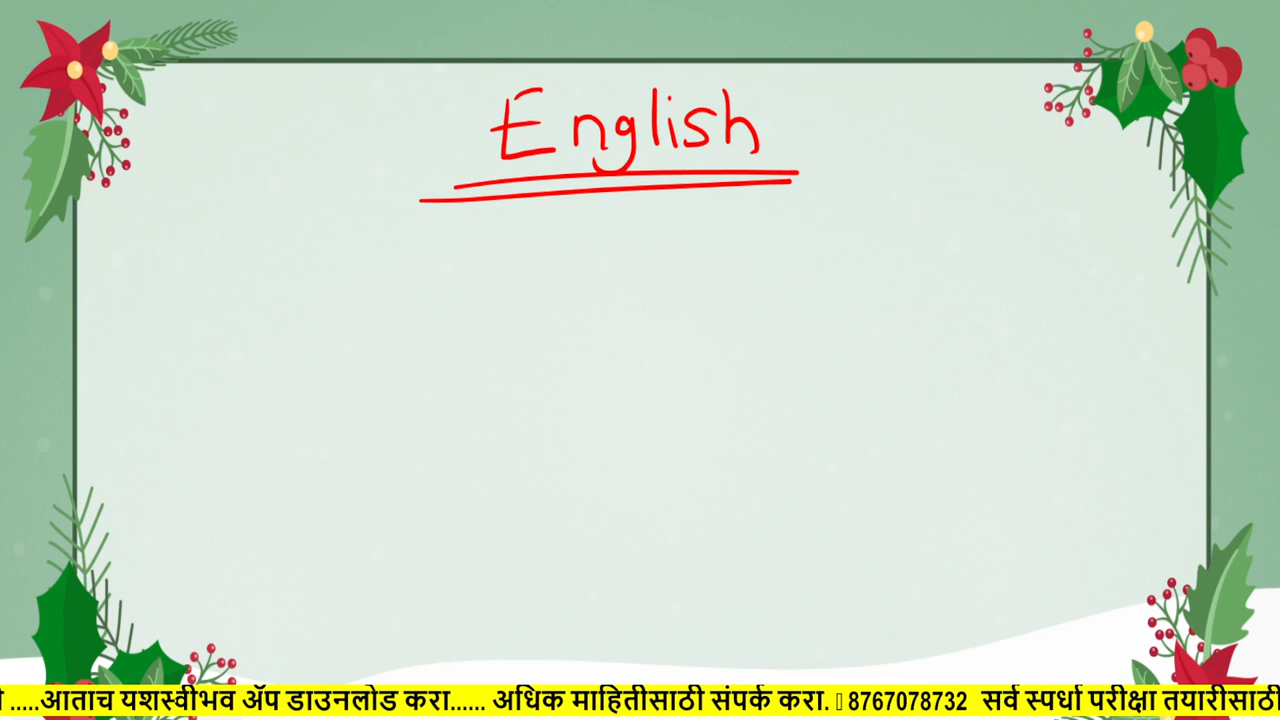 English
.....आताच यशस्वीभव ॲप डाउनलोड करा...... अधिक माहितीसाठी संपर्क करा. 8767078732 सर्व स्पर्धा परीक्षा तयारीसाठी